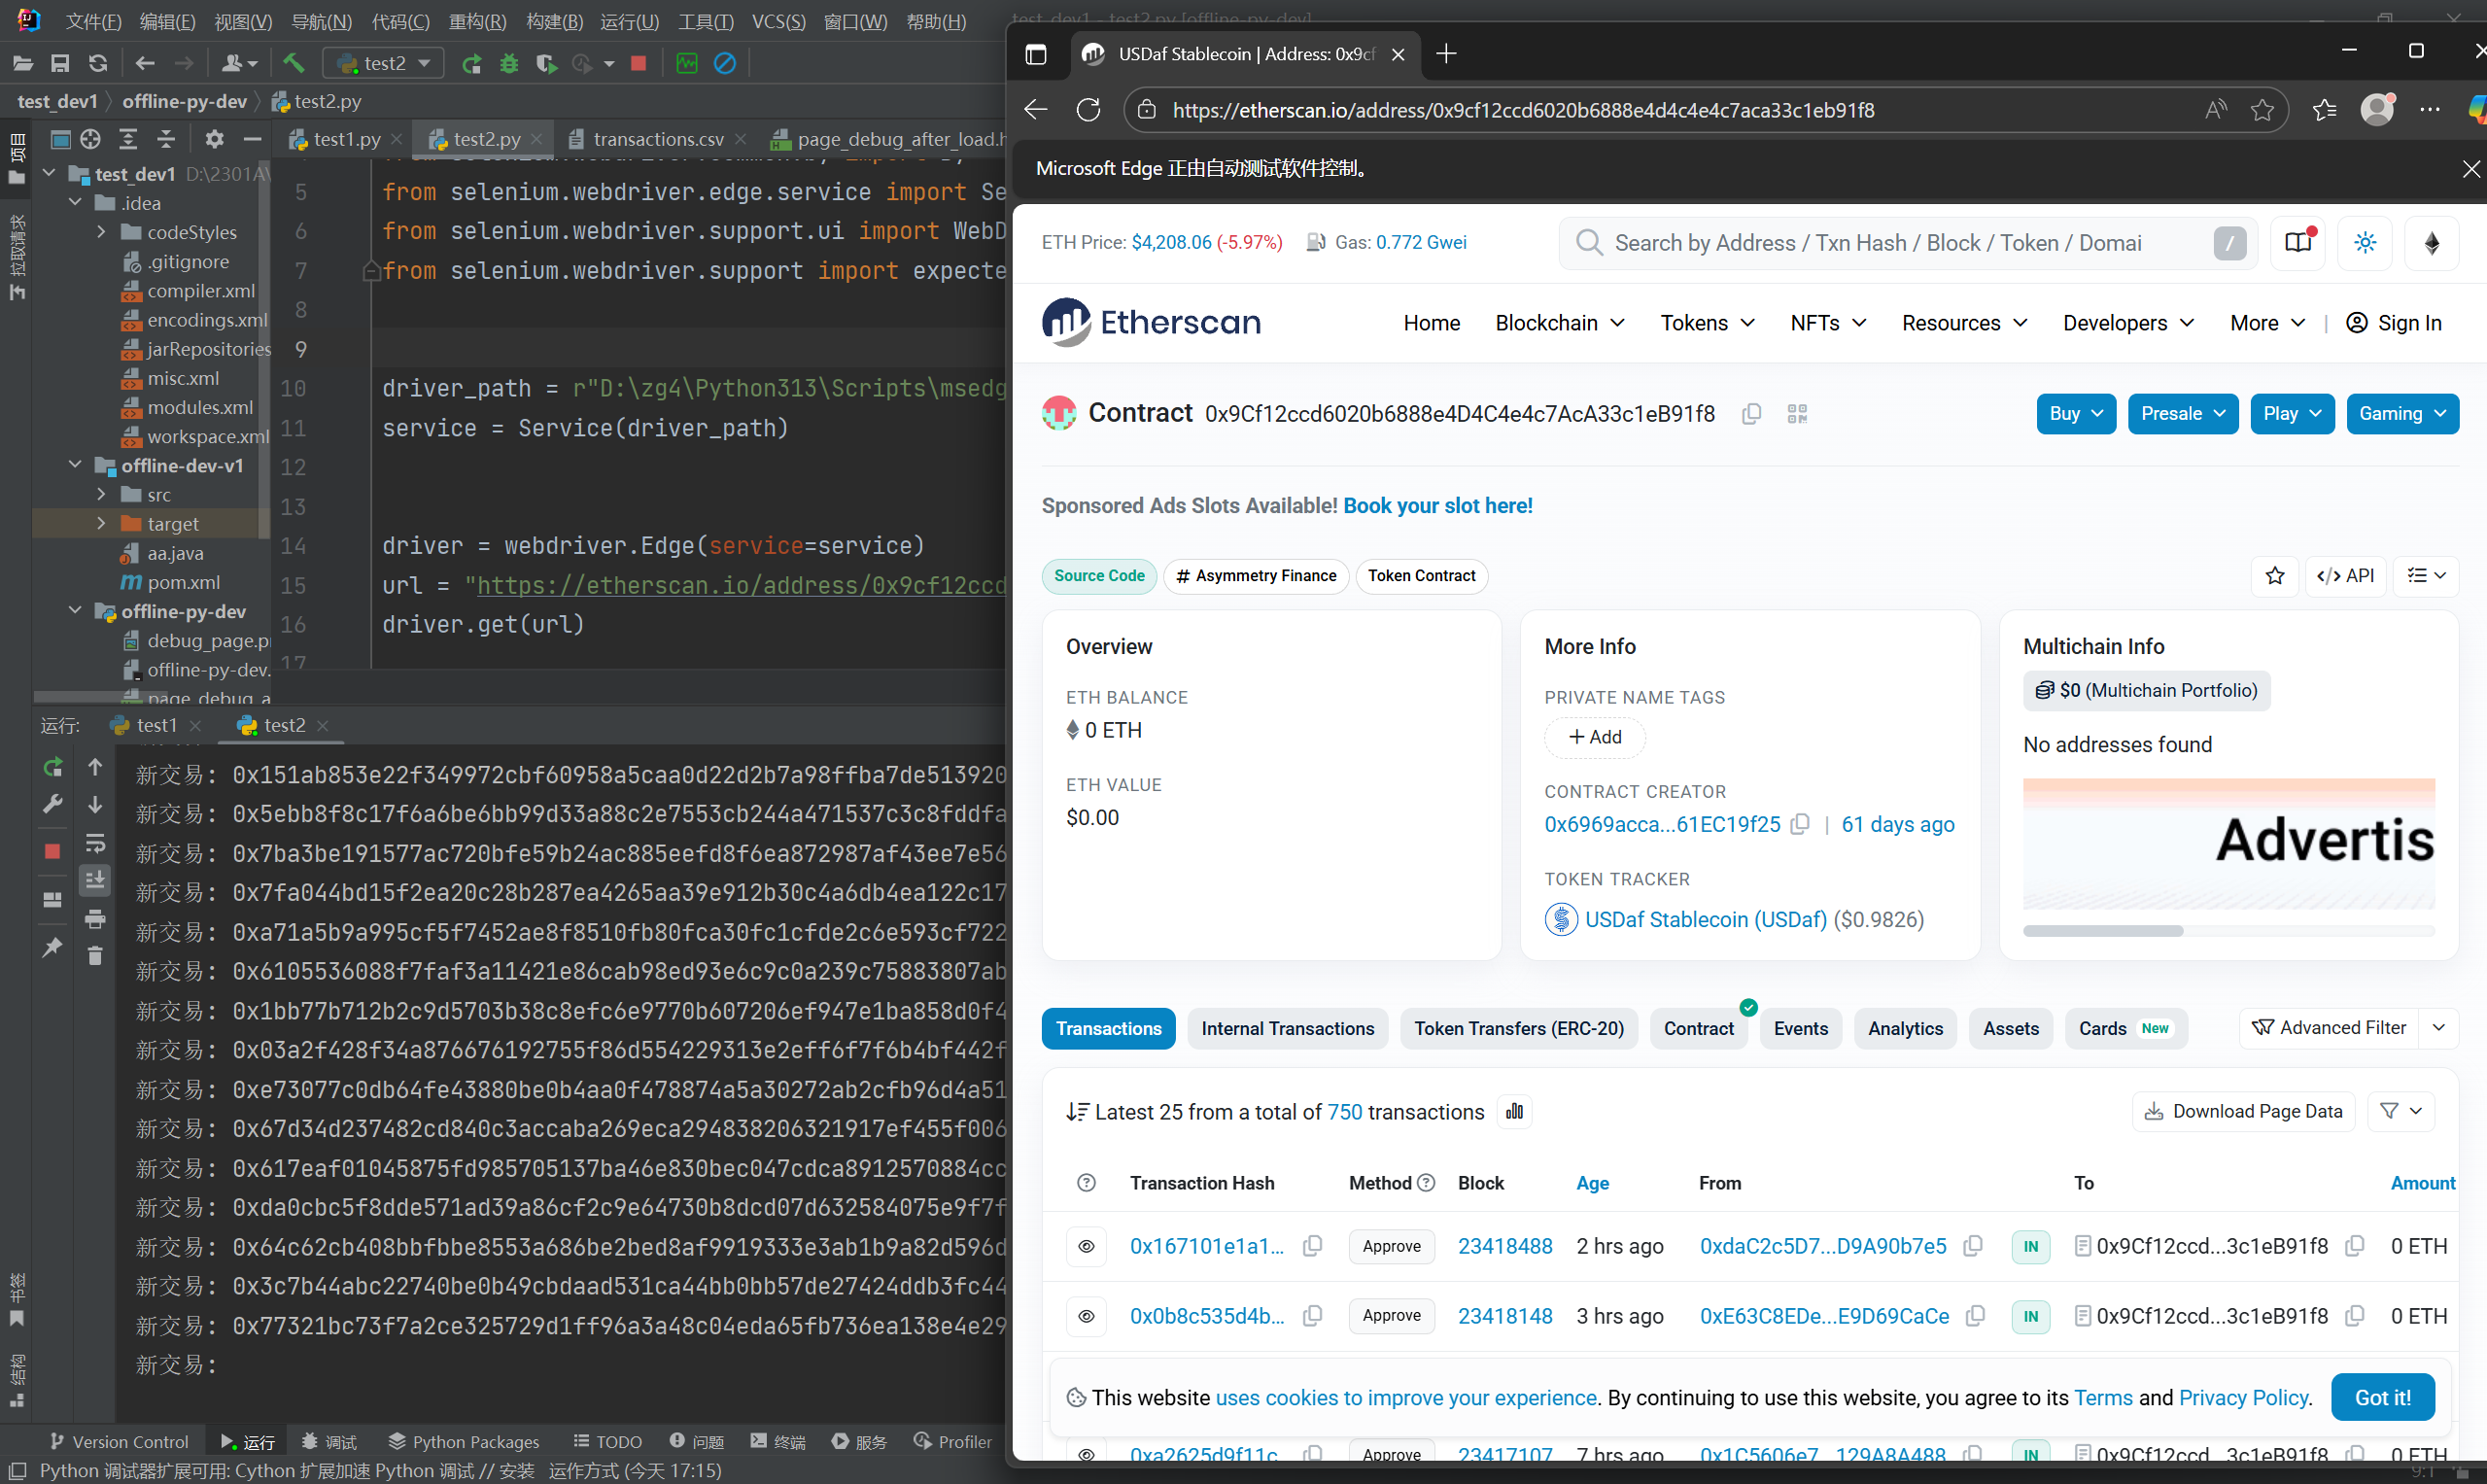 文件(F) 编辑(E) 视图(V) 导航(N) 代码(C) 重构(R) 构建(B) 运行(U) 工具(T) VCS(S) 窗口(W) 帮助(H)
test_dev1 - test2.py [offline-py-dev]
test2
test_dev1 offline-py-dev test2.py
test1.py test2.py transactions.csv page_debug_after_load.h
项目
拉取请求
书签
结构
test_dev1 D:\2301A\
.idea
codeStyles
.gitignore
compiler.xml
encodings.xml
jarRepositories
misc.xml
modules.xml
workspace.xml
offline-dev-v1
src
target
aa.java
pom.xml
offline-py-dev
debug_page.p
offline-py-dev.
page_debug_a
5 from selenium.webdriver.edge.service import Se
6 from selenium.webdriver.support.ui import WebD
7 from selenium.webdriver.support import expecte
8
9
10 driver_path = r"D:\zg4\Python313\Scripts\msedg
11 service = Service(driver_path)
12
13
14 driver = webdriver.Edge(service=service)
15 url = "https://etherscan.io/address/0x9cf12ccd
16 driver.get(url)
17
运行: test1 test2
新交易: 0x151ab853e22f349972cbf60958a5caa0d22d2b7a98ffba7de513920
新交易: 0x5ebb8f8c17f6a6be6bb99d33a88c2e7553cb244a471537c3c8fddfa
新交易: 0x7ba3be191577ac720bfe59b24ac885eefd8f6ea872987af43ee7e56
新交易: 0x7fa044bd15f2ea20c28b287ea4265aa39e912b30c4a6db4ea122c17
新交易: 0xa71a5b9a995cf5f7452ae8f8510fb80fca30fc1cfde2c6e593cf722
新交易: 0x6105536088f7faf3a11421e86cab98ed93e6c9c0a239c75883807ab
新交易: 0x1bb77b712b2c9d5703b38c8efc6e9770b607206ef947e1ba858d0f4
新交易: 0x03a2f428f34a876676192755f86d554229313e2eff6f7f6b4bf442f
新交易: 0xe73077c0db64fe43880be0b4aa0f478874a5a30272ab2cfb96d4a51
新交易: 0x67d34d237482cd840c3accaba269eca294838206321917ef455f006
新交易: 0x617eaf01045875fd985705137ba46e830bec047cdca8912570884cc
新交易: 0xda0cbc5f8dde571ad39a86cf2c9e64730b8dcd07d632584075e9f7f
新交易: 0x64c62cb408bbfbbe8553a686be2bed8af9919333e3ab1b9a82d596d
新交易: 0x3c7b44abc22740be0b49cbdaad531ca44bb0bb57de27424ddb3fc44
新交易: 0x77321bc73f7a2ce325729d1ff96a3a48c04eda65fb736ea138e4e29
新交易:
Version Control 运行 调试 Python Packages TODO 问题 终端 服务 Profiler
Python 调试器扩展可用: Cython 扩展加速 Python 调试 // 安装 运作方式 (今天 17:15)
9:1
USDaf Stablecoin | Address: 0x9cf
https://etherscan.io/address/0x9cf12ccd6020b6888e4d4c4e4c7aca33c1eb91f8
Microsoft Edge 正由自动测试软件控制。
ETH Price: $4,208.06 (-5.97%) Gas: 0.772 Gwei
Search by Address / Txn Hash / Block / Token / Domai /
Etherscan Home Blockchain Tokens NFTs Resources Developers More | Sign In
Contract 0x9Cf12ccd6020b6888e4D4C4e4c7AcA33c1eB91f8
Buy Presale Play Gaming
Sponsored Ads Slots Available! Book your slot here!
Source Code # Asymmetry Finance Token Contract
</> API
Overview
ETH BALANCE
0 ETH
ETH VALUE
$0.00
More Info
PRIVATE NAME TAGS
+ Add
CONTRACT CREATOR
0x6969acca...61EC19f25 | 61 days ago
TOKEN TRACKER
USDaf Stablecoin (USDaf) ($0.9826)
Multichain Info
$0 (Multichain Portfolio)
No addresses found
Advertis
Transactions Internal Transactions Token Transfers (ERC-20) Contract Events Analytics Assets Cards New
Advanced Filter
Latest 25 from a total of 750 transactions
Download Page Data
Transaction Hash Method Block Age From To Amount
0x167101e1a1... Approve 23418488 2 hrs ago 0xdaC2c5D7...D9A90b7e5 IN 0x9Cf12ccd...3c1eB91f8 0 ETH
0x0b8c535d4b... Approve 23418148 3 hrs ago 0xE63C8EDe...E9D69CaCe IN 0x9Cf12ccd...3c1eB91f8 0 ETH
This website uses cookies to improve your experience. By continuing to use this website, you agree to its Terms and Privacy Policy. Got it!
0xa2625d9f11c Approve 23417107 7 hrs ago 0x1C5606e7...129A8A488 IN 0x9Cf12ccd...3c1eB91f8 0 ETH